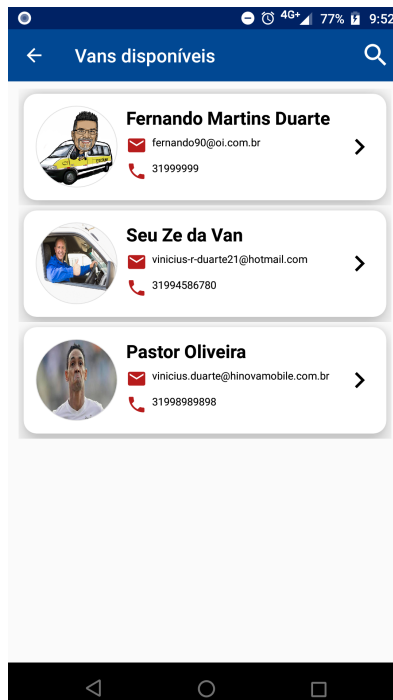 4G+ 77% 9:52
Vans disponíveis
Fernando Martins Duarte
fernando90@oi.com.br
31999999
Seu Ze da Van
vinicius-r-duarte21@hotmail.com
31994586780
Pastor Oliveira
vinicius.duarte@hinovamobile.com.br
31998989898